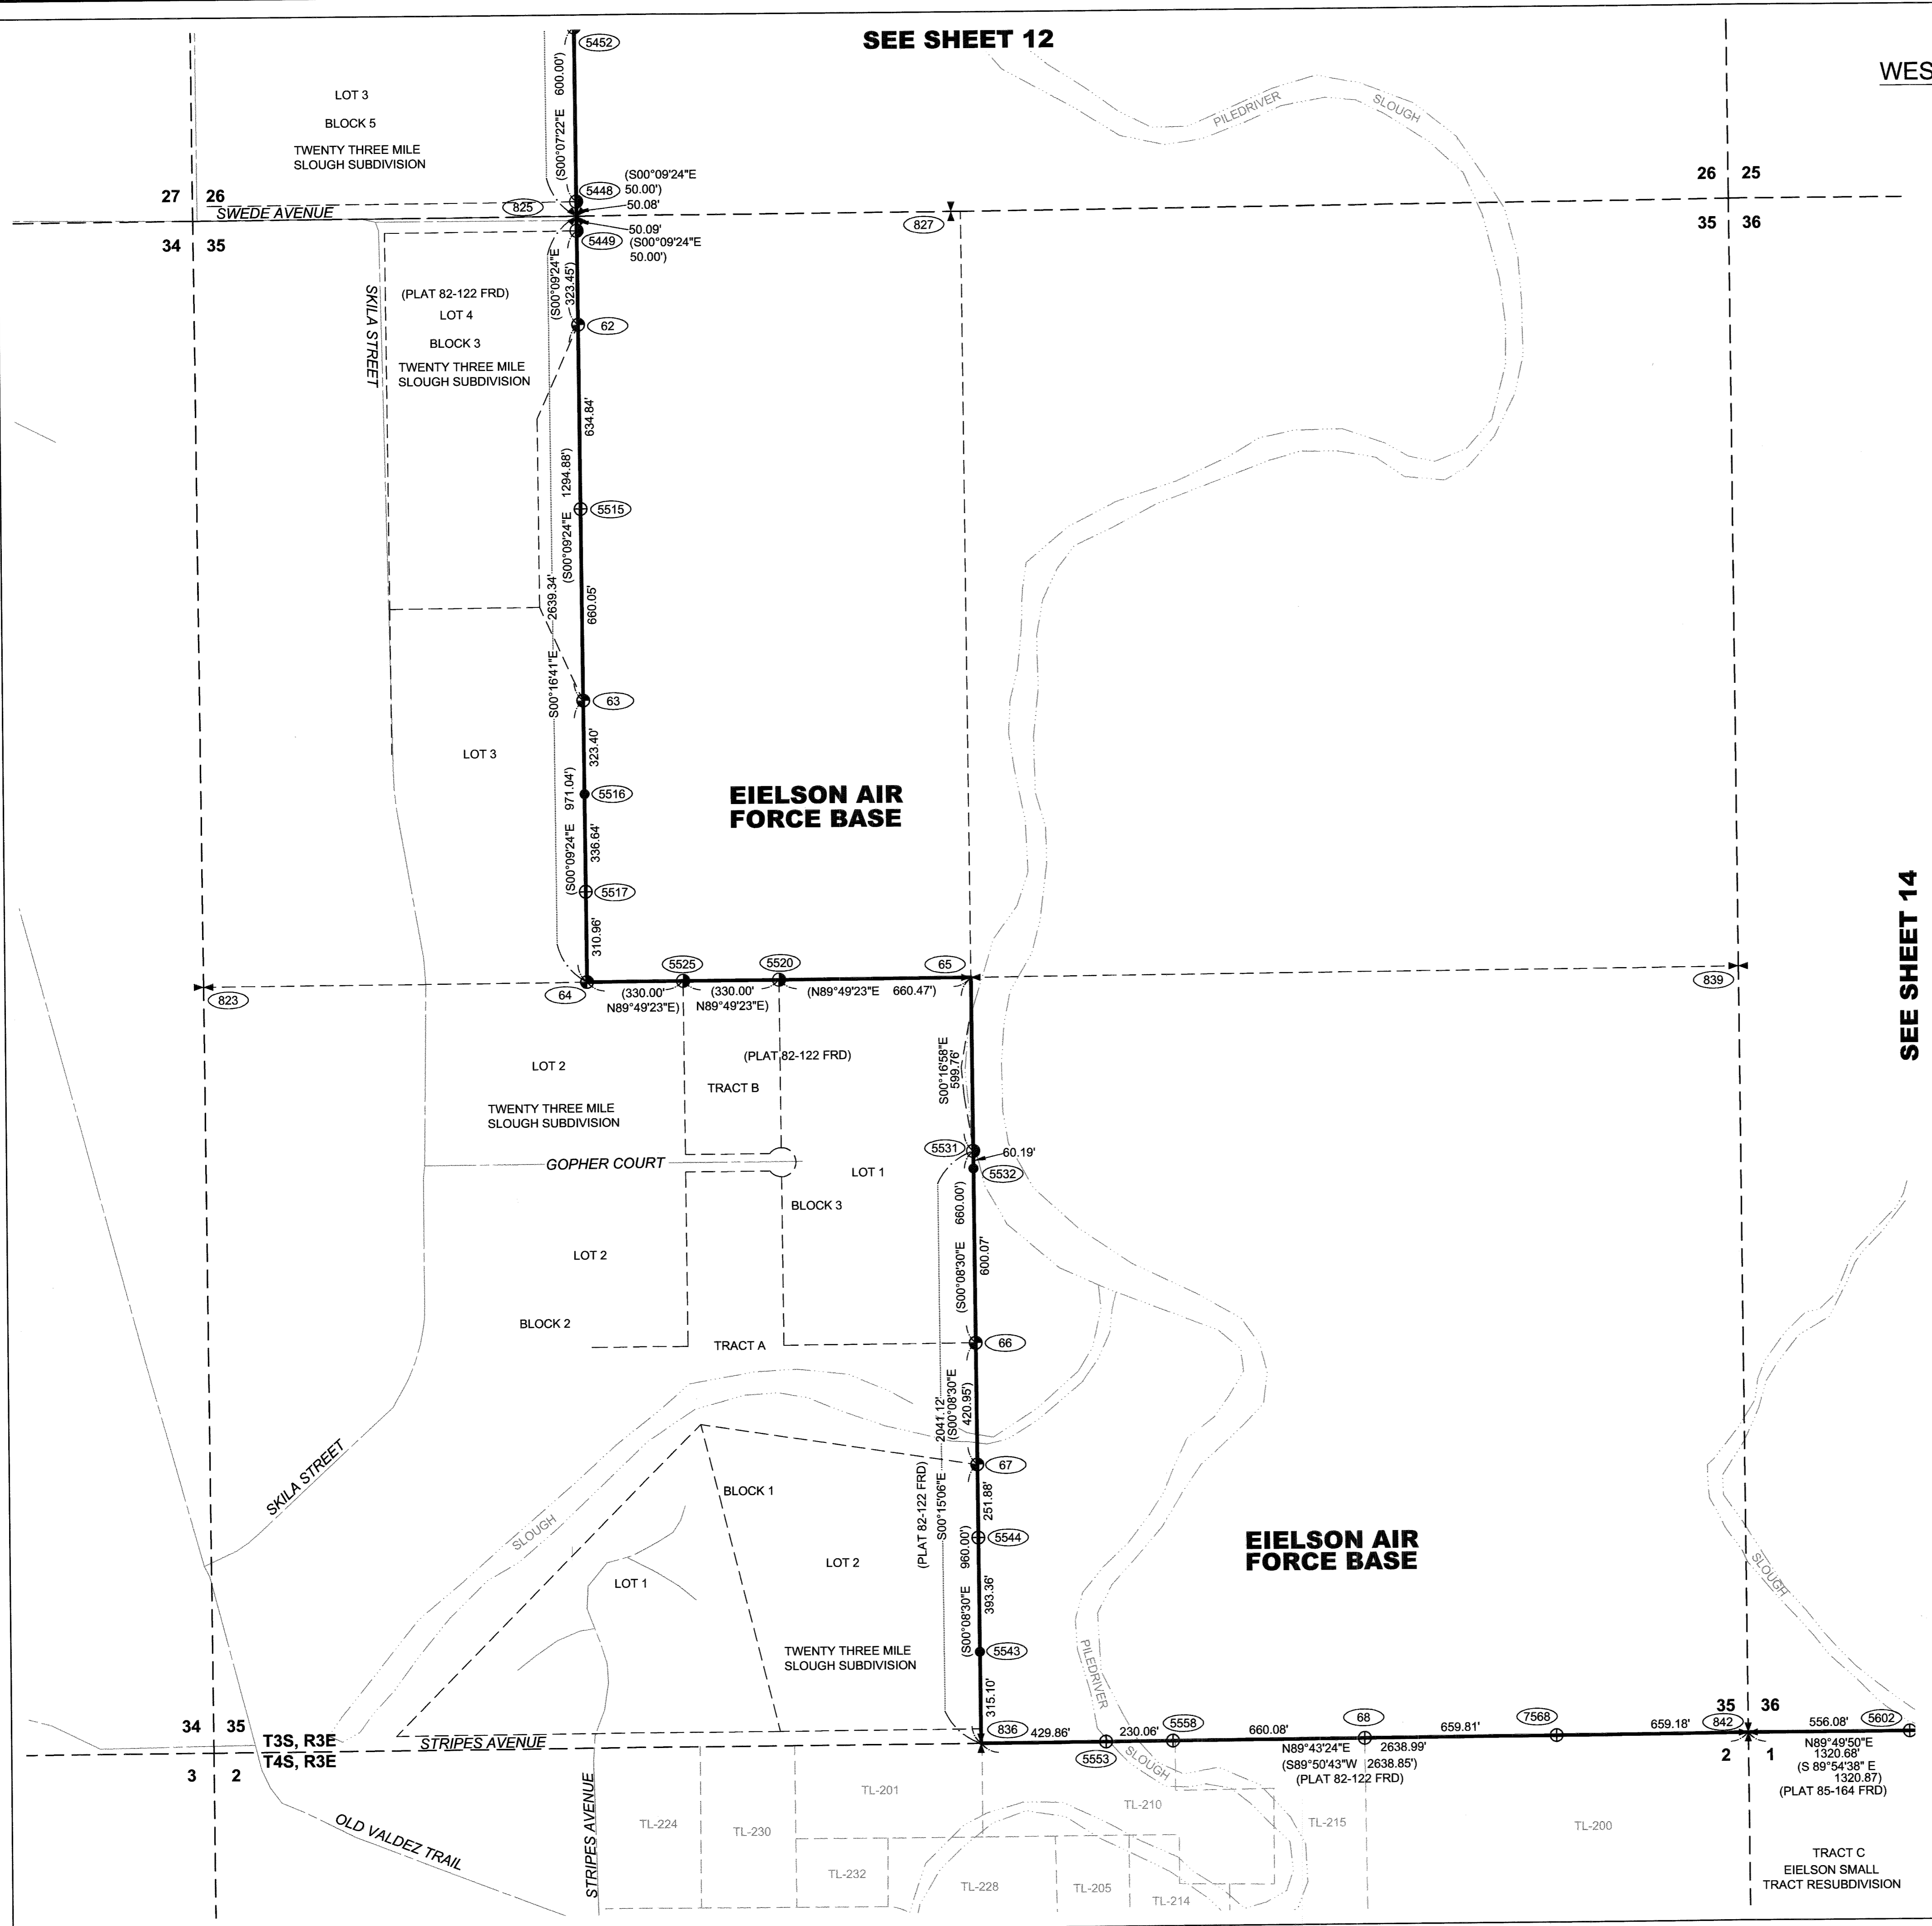 SEE SHEET 12
WES
5452
(S00°07'22"E 600.00')
LOT 3
BLOCK 5
TWENTY THREE MILE
SLOUGH SUBDIVISION
PILEDRIVER
SLOUGH
27 26
26 25
SWEDE AVENUE
825
5448
(S00°09'24"E
50.00')
50.08'
827
50.09'
5449
(S00°09'24"E
50.00')
34 35
35 36
(S00°09'24"E
323.45')
SKILA STREET
(PLAT 82-122 FRD)
LOT 4
BLOCK 3
TWENTY THREE MILE
SLOUGH SUBDIVISION
62
634.84'
(S00°09'24"E 1294.88')
5515
660.05'
S00°16'41"E 2639.34'
63
LOT 3
323.40'
(S00°09'24"E 971.04')
5516
336.64'
5517
310.96'
EIELSON AIR
FORCE BASE
SEE SHEET 14
5525
5520
65
823
64
(330.00'
N89°49'23"E)
(330.00'
N89°49'23"E)
(N89°49'23"E 660.47')
839
LOT 2
TWENTY THREE MILE
SLOUGH SUBDIVISION
(PLAT 82-122 FRD)
TRACT B
S00°16'58"E
599.76'
5531
60.19'
5532
GOPHER COURT
LOT 1
BLOCK 3
(S00°08'30"E 660.00')
600.07'
LOT 2
BLOCK 2
TRACT A
66
S00°15'06"E 2041.12'
(S00°08'30"E
420.95')
67
SKILA STREET
SLOUGH
BLOCK 1
(PLAT 82-122 FRD)
251.88'
5544
(S00°08'30"E 960.00')
393.36'
LOT 2
LOT 1
EIELSON AIR
FORCE BASE
SLOUGH
TWENTY THREE MILE
SLOUGH SUBDIVISION
5543
315.10'
PILEDRIVER
SLOUGH
34 35
T3S, R3E
T4S, R3E
3 2
STRIPES AVENUE
836
429.86'
5553
230.06'
5558
660.08'
68
659.81'
7568
659.18'
842
35 36
2 1
556.08'
5602
N89°43'24"E 2638.99'
(S89°50'43"W 2638.85')
(PLAT 82-122 FRD)
N89°49'50"E
1320.68'
(S 89°54'38" E
1320.87)
(PLAT 85-164 FRD)
OLD VALDEZ TRAIL
STRIPES AVENUE
TL-224
TL-230
TL-201
TL-232
TL-228
TL-205
TL-210
TL-214
TL-215
TL-200
TRACT C
EIELSON SMALL
TRACT RESUBDIVISION